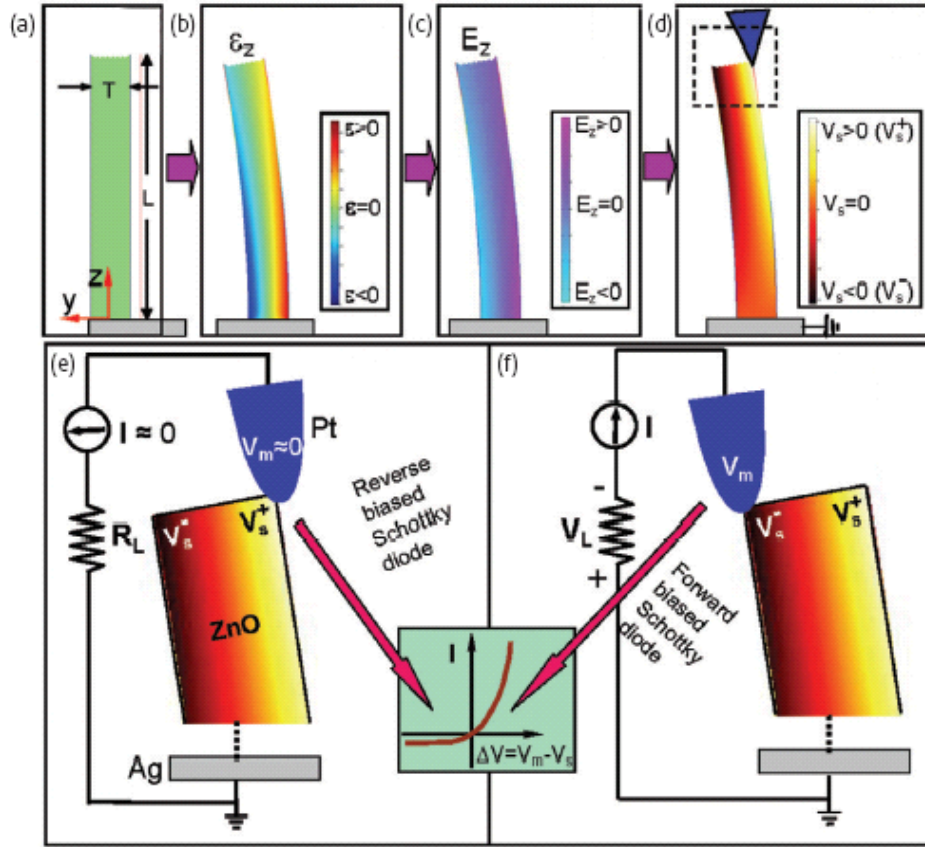 (a)
T
L
z
y
(b)
εz
ε>0
ε=0
ε<0
(c)
Ez
Ez>0
Ez=0
Ez<0
(d)
Vs>0 (Vs+)
Vs=0
Vs<0 (Vs-)
(e)
I ≈ 0
Vm≈0
Pt
RL
Vs-
Vs+
ZnO
Ag
Reverse
biased
Schottky
diode
I
ΔV=Vm-Vs
(f)
I
Vm
-
VL
+
Vs-
Vs+
Forward
biased
Schottky
diode